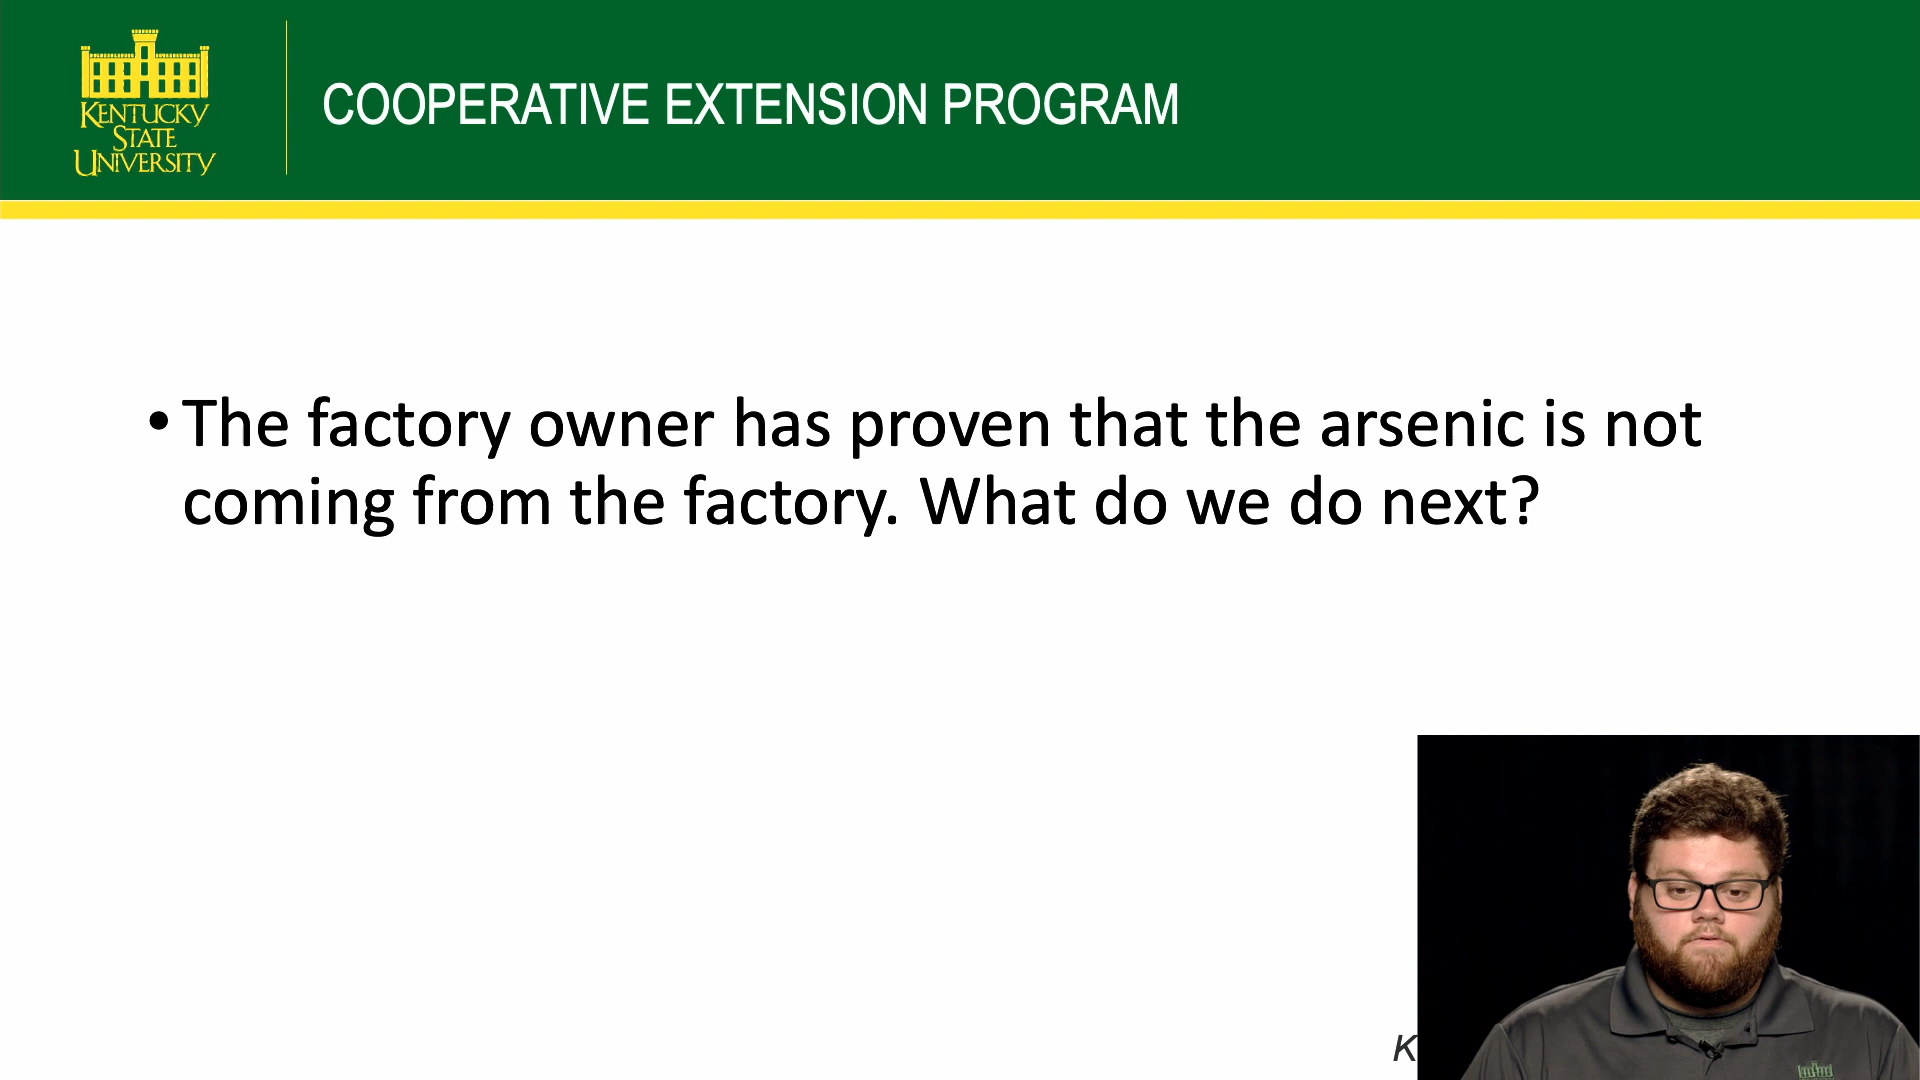 KENTUCKY
STATE
UNIVERSITY
COOPERATIVE EXTENSION PROGRAM
• The factory owner has proven that the arsenic is not
coming from the factory. What do we do next?
K